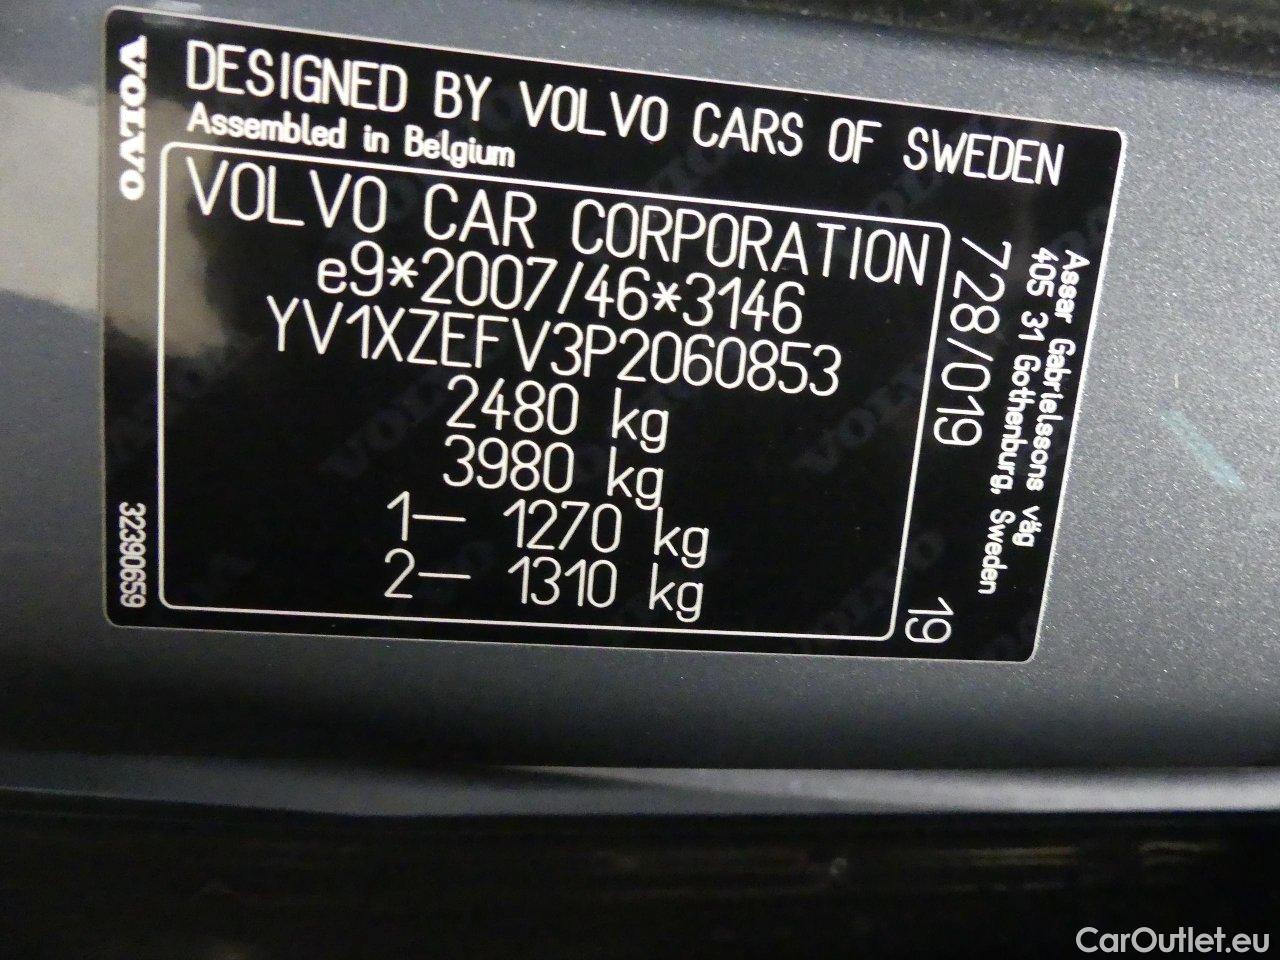 VOLVO
DESIGNED BY VOLVO CARS OF SWEDEN
Assembled in Belgium
VOLVO CAR CORPORATION
e9*2007/46*3146
YV1XZEFV3P2060853
2480 kg
3980 kg
1— 1270 kg
2— 1310 kg
32390659
Assar Gabrielssons väg
405 31 Gothenburg, Sweden
728/019
19
CarOutlet.eu